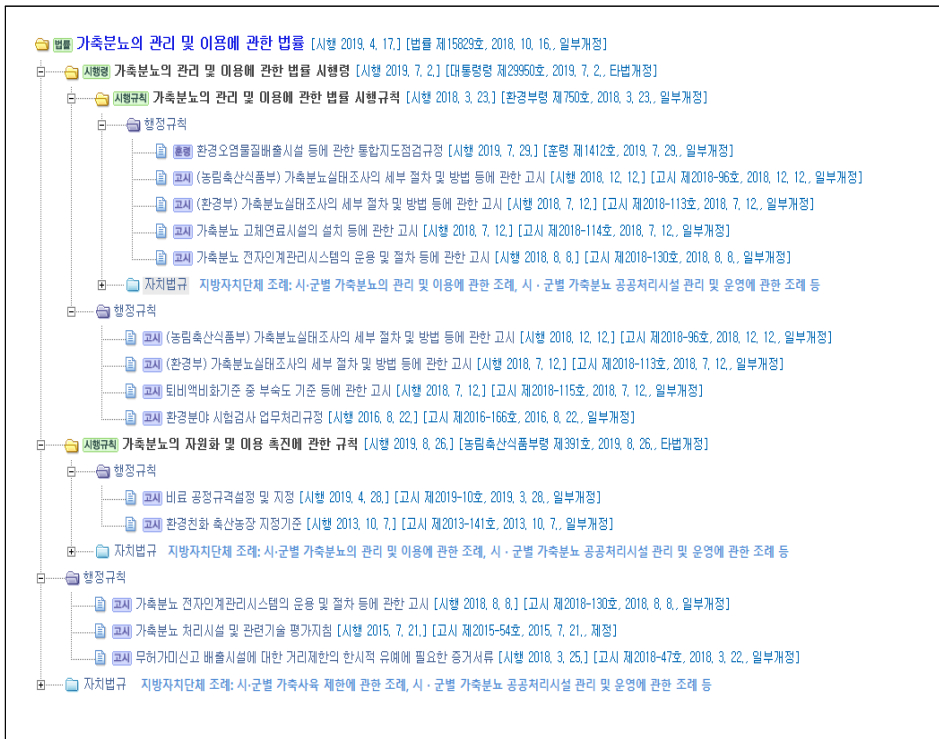 법률 가축분뇨의 관리 및 이용에 관한 법률 [시행 2019. 4. 17.] [법률 제15829호, 2018. 10. 16., 일부개정]
시행령 가축분뇨의 관리 및 이용에 관한 법률 시행령 [시행 2019. 7. 2.] [대통령령 제29950호, 2019. 7. 2., 타법개정]
시행규칙 가축분뇨의 관리 및 이용에 관한 법률 시행규칙 [시행 2018. 3. 23.] [환경부령 제750호, 2018. 3. 23., 일부개정]
행정규칙
훈령 환경오염물질배출시설 등에 관한 통합지도점검규정 [시행 2019. 7. 29.] [훈령 제1412호, 2019. 7. 29., 일부개정]
고시 (농림축산식품부) 가축분뇨실태조사의 세부 절차 및 방법 등에 관한 고시 [시행 2018. 12. 12.] [고시 제2018-96호, 2018. 12. 12., 일부개정]
고시 (환경부) 가축분뇨실태조사의 세부 절차 및 방법 등에 관한 고시 [시행 2018. 7. 12.] [고시 제2018-113호, 2018. 7. 12., 일부개정]
고시 가축분뇨 고체연료시설의 설치 등에 관한 고시 [시행 2018. 7. 12.] [고시 제2018-114호, 2018. 7. 12., 일부개정]
고시 가축분뇨 전자인계관리시스템의 운용 및 절차 등에 관한 고시 [시행 2018. 8. 8.] [고시 제2018-130호, 2018. 8. 8., 일부개정]
자치법규 지방자치단체 조례: 시·군별 가축분뇨의 관리 및 이용에 관한 조례, 시·군별 가축분뇨 공공처리시설 관리 및 운영에 관한 조례 등
행정규칙
고시 (농림축산식품부) 가축분뇨실태조사의 세부 절차 및 방법 등에 관한 고시 [시행 2018. 12. 12.] [고시 제2018-96호, 2018. 12. 12., 일부개정]
고시 (환경부) 가축분뇨실태조사의 세부 절차 및 방법 등에 관한 고시 [시행 2018. 7. 12.] [고시 제2018-113호, 2018. 7. 12., 일부개정]
고시 퇴비액비화기준 중 부숙도 기준 등에 관한 고시 [시행 2018. 7. 12.] [고시 제2018-115호, 2018. 7. 12., 일부개정]
고시 환경분야 시험검사 업무처리규정 [시행 2016. 8. 22.] [고시 제2016-166호, 2016. 8. 22., 일부개정]
시행규칙 가축분뇨의 자원화 및 이용 촉진에 관한 규칙 [시행 2019. 8. 26.] [농림축산식품부령 제391호, 2019. 8. 26., 타법개정]
행정규칙
고시 비료 공정규격설정 및 지정 [시행 2019. 4. 28.] [고시 제2019-10호, 2019. 3. 28., 일부개정]
고시 환경친화 축산농장 지정기준 [시행 2013. 10. 7.] [고시 제2013-141호, 2013. 10. 7., 일부개정]
자치법규 지방자치단체 조례: 시·군별 가축분뇨의 관리 및 이용에 관한 조례, 시·군별 가축분뇨 공공처리시설 관리 및 운영에 관한 조례 등
행정규칙
고시 가축분뇨 전자인계관리시스템의 운용 및 절차 등에 관한 고시 [시행 2018. 8. 8.] [고시 제2018-130호, 2018. 8. 8., 일부개정]
고시 가축분뇨 처리시설 및 관련기술 평가지침 [시행 2015. 7. 21.] [고시 제2015-54호, 2015. 7. 21., 제정]
고시 무허가미신고 배출시설에 대한 거리제한의 한시적 유예에 필요한 증거서류 [시행 2018. 3. 25.] [고시 제2018-47호, 2018. 3. 22., 일부개정]
자치법규 지방자치단체 조례: 시·군별 가축사육 제한에 관한 조례, 시·군별 가축분뇨 공공처리시설 관리 및 운영에 관한 조례 등